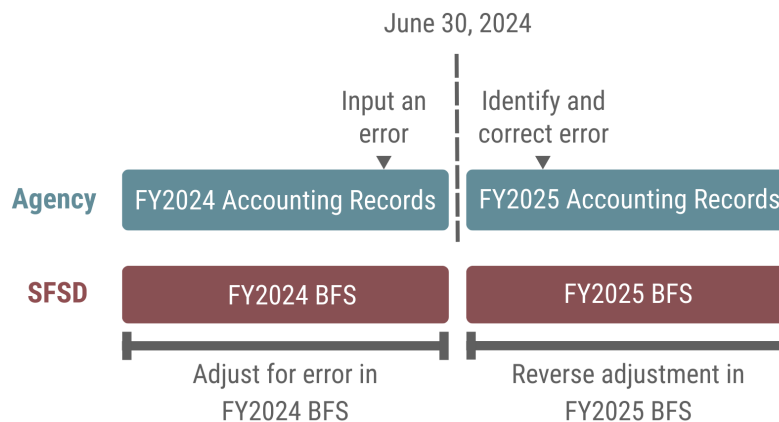 June 30, 2024
Input an
error
Identify and
correct error
Agency
FY2024 Accounting Records
FY2025 Accounting Records
SFSD
FY2024 BFS
FY2025 BFS
Adjust for error in
FY2024 BFS
Reverse adjustment in
FY2025 BFS